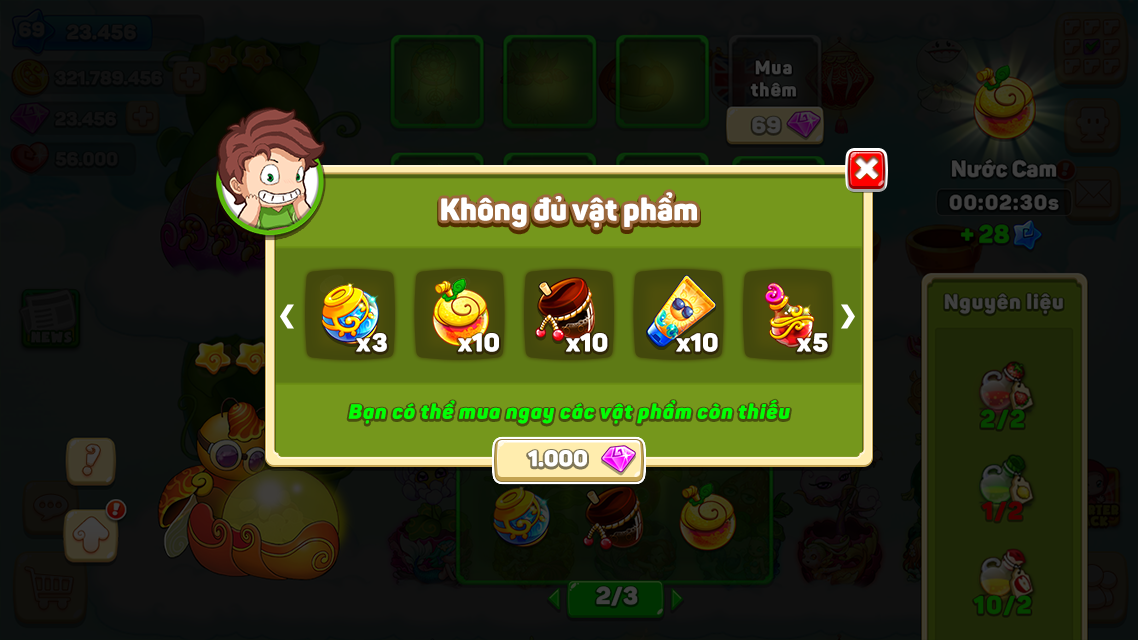 69 23.456
321.789.456
23.456
56.000
Mua
thêm
69
Nước Cam
00:02:30s
+ 28
Không đủ vật phẩm
x3
x10
x10
x10
x5
Bạn có thể mua ngay các vật phẩm còn thiếu
1.000
NEWS
Nguyên liệu
2/2
1/2
10/2
2/3